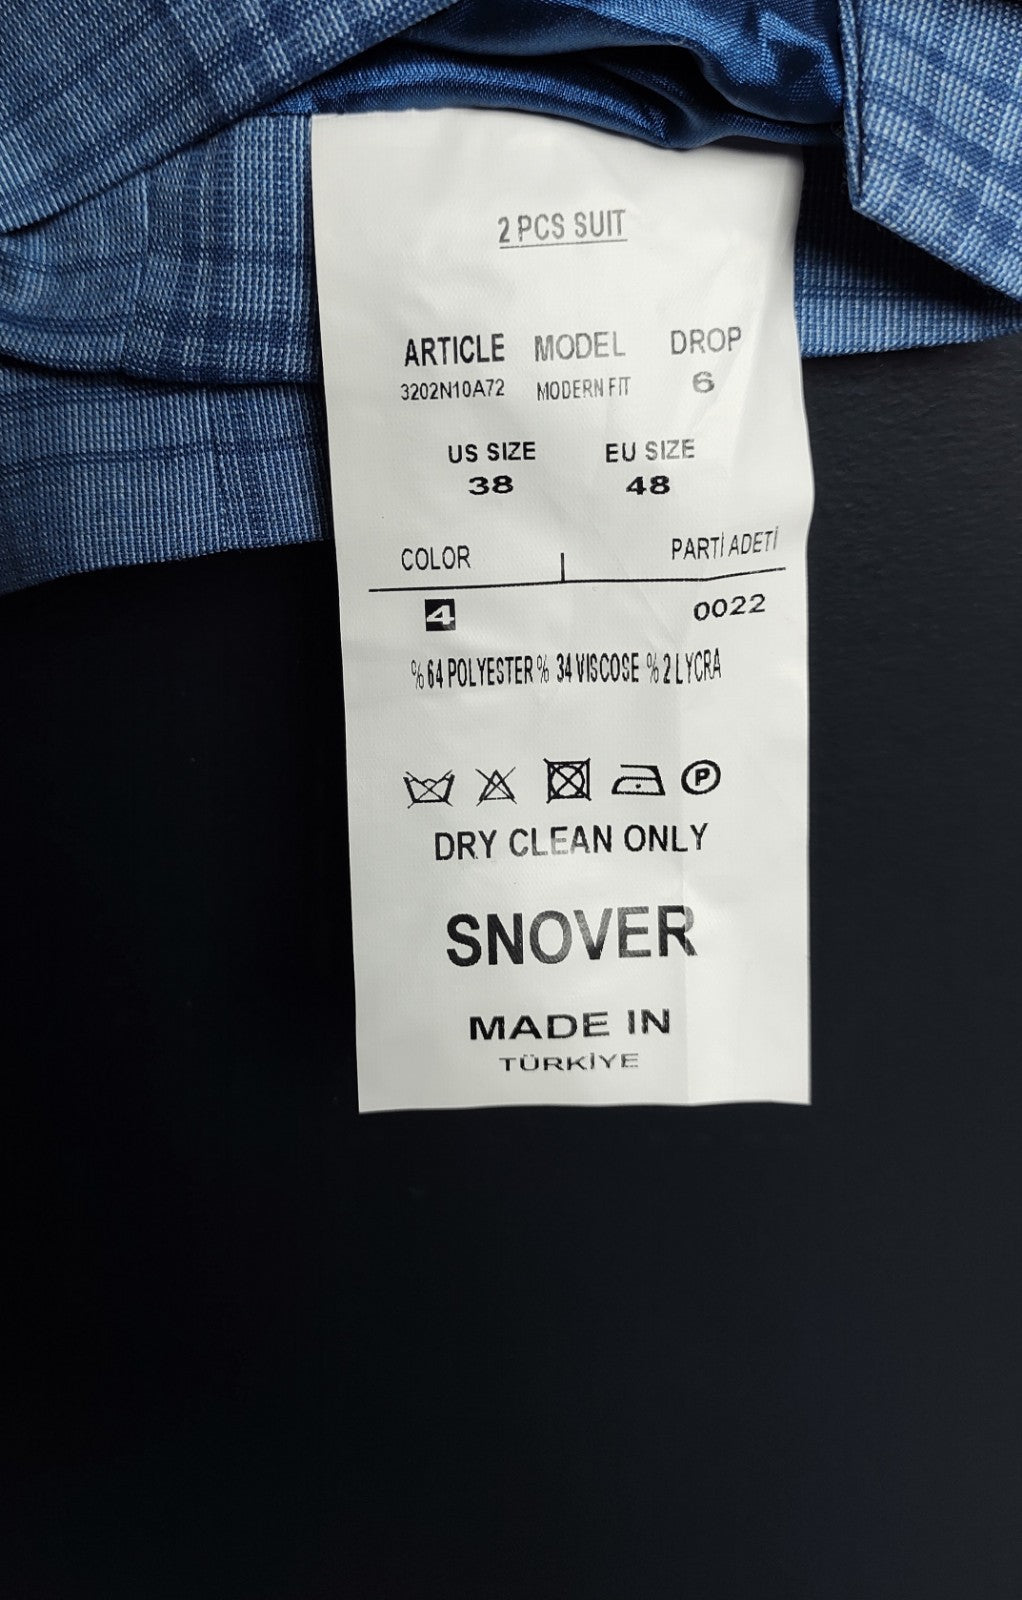 2 PCS SUIT
ARTICLE MODEL DROP
3202N10A72 MODERN FIT 6
US SIZE EU SIZE
38 48
COLOR PARTİ ADETİ
4 0022
%64 POLYESTER % 34 VISCOSE %2 LYCRA
P
DRY CLEAN ONLY
SNOVER
MADE IN
TÜRKİYE